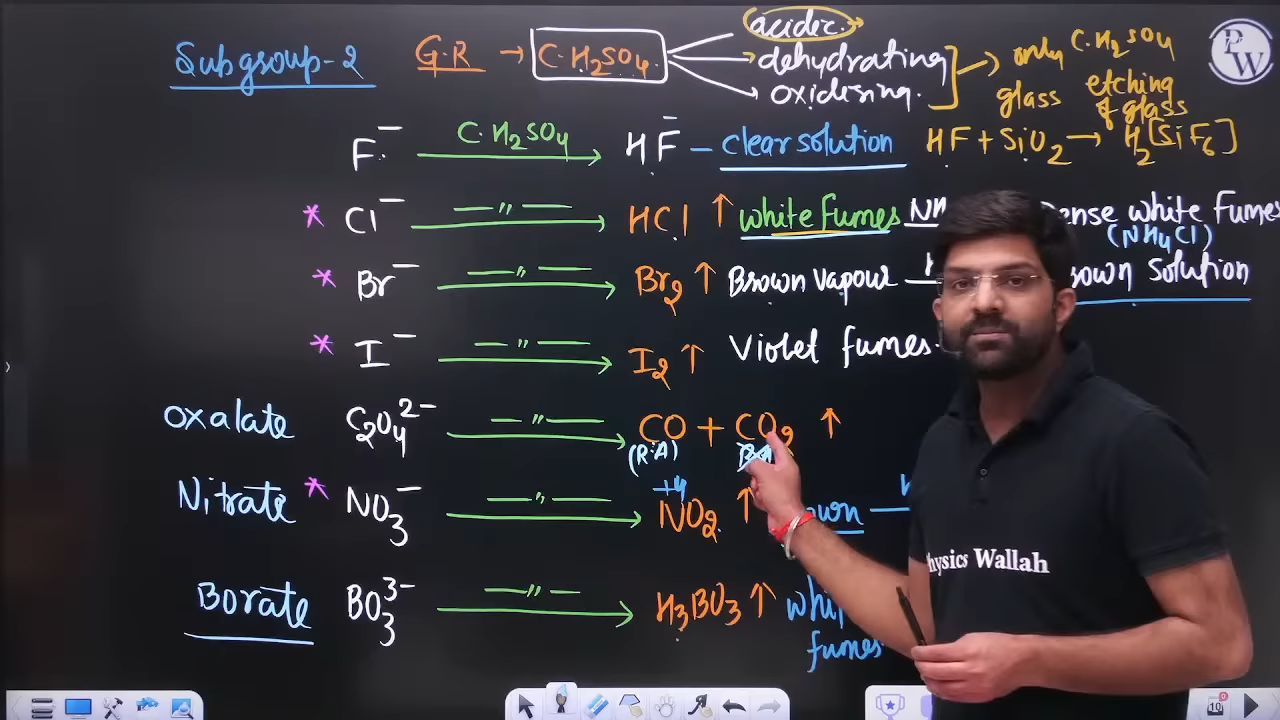 Subgroup-2 G.R → C.H₂SO₄ acidic.
dehydrating
oxidising.
only C.H₂SO₄
glass etching of glass
F⁻ C.H₂SO₄ HF⁻ – clear solution HF + SiO₂ → H₂[SiF₆]
* Cl⁻ —〃— HCl ↑ white fumes Dense white fumes
(NH₄Cl)
* Br⁻ —〃— Br₂ ↑ Brown Vapour Brown Solution
* I⁻ —〃— I₂ ↑ Violet fumes.
Oxalate C₂O₄²⁻ —〃— CO + CO₂ ↑
(R.A)
+4
Nitrate * NO₃⁻ —〃— NO₂ ↑
Borate BO₃³⁻ —〃— H₃BO₃ ↑
fumes
Physics Wallah
PW
10